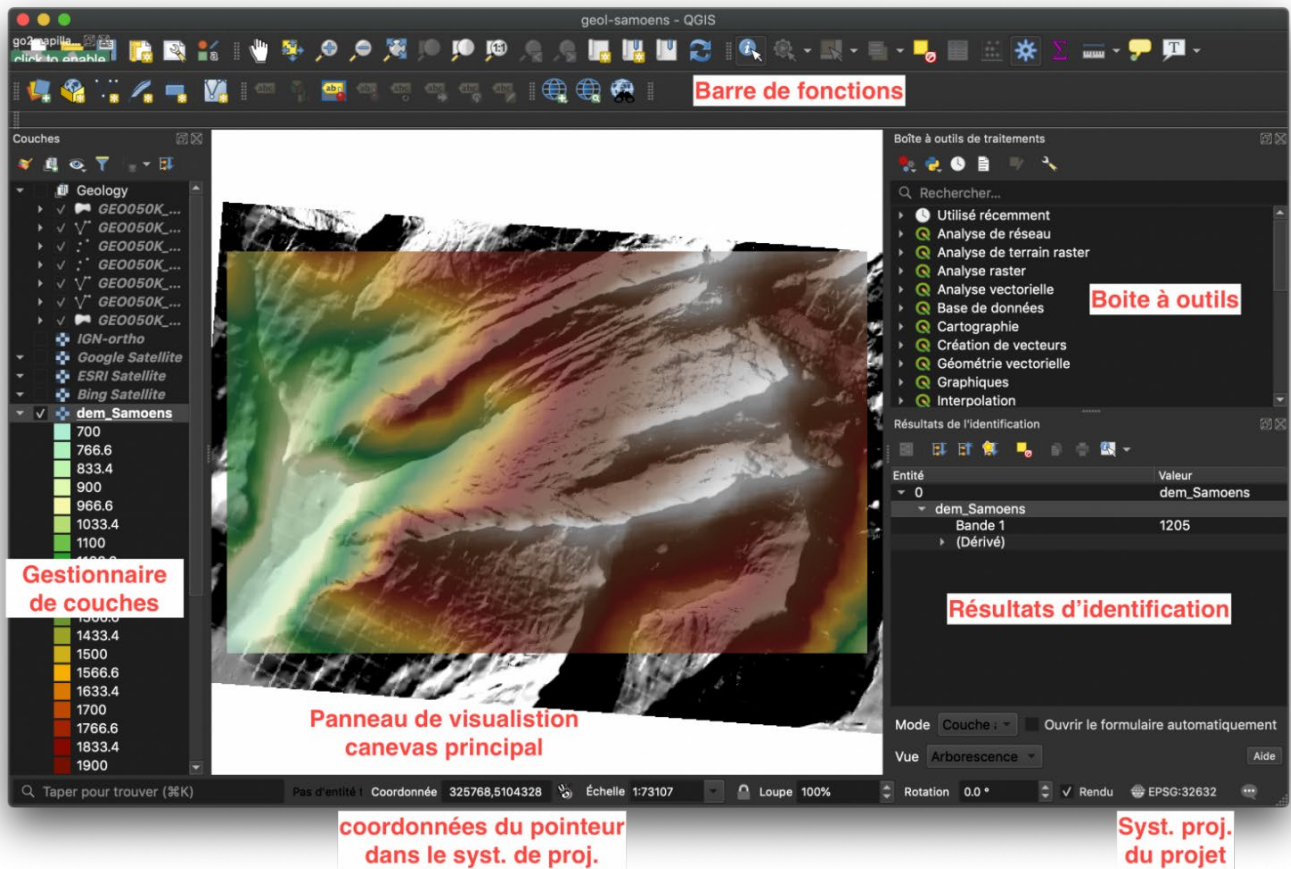 geol-samoens - QGIS
go2mapilla...
click to enable
Barre de fonctions
Couches
Geology
GEO050K_...
GEO050K_...
GEO050K_...
GEO050K_...
GEO050K_...
GEO050K_...
GEO050K_...
IGN-ortho
Google Satellite
ESRI Satellite
Bing Satellite
dem_Samoens
700
766.6
833.4
900
966.6
1033.4
1100
Gestionnaire
de couches
1433.4
1500
1566.6
1633.4
1700
1766.6
1833.4
1900
Panneau de visualistion
canevas principal
Boîte à outils de traitements
Rechercher...
Utilisé récemment
Analyse de réseau
Analyse de terrain raster
Analyse raster
Analyse vectorielle
Base de données
Cartographie
Création de vecteurs
Géométrie vectorielle
Graphiques
Interpolation
Boite à outils
Résultats de l'identification
Entité Valeur
0 dem_Samoens
dem_Samoens
Bande 1 1205
(Dérivé)
Résultats d'identification
Mode Couche Ouvrir le formulaire automatiquement
Vue Arborescence Aide
Taper pour trouver (⌘K) Pas d'entité Coordonnée 325768,5104328 Échelle 1:73107 Loupe 100% Rotation 0.0 ° Rendu EPSG:32632
coordonnées du pointeur
dans le syst. de proj.
Syst. proj.
du projet